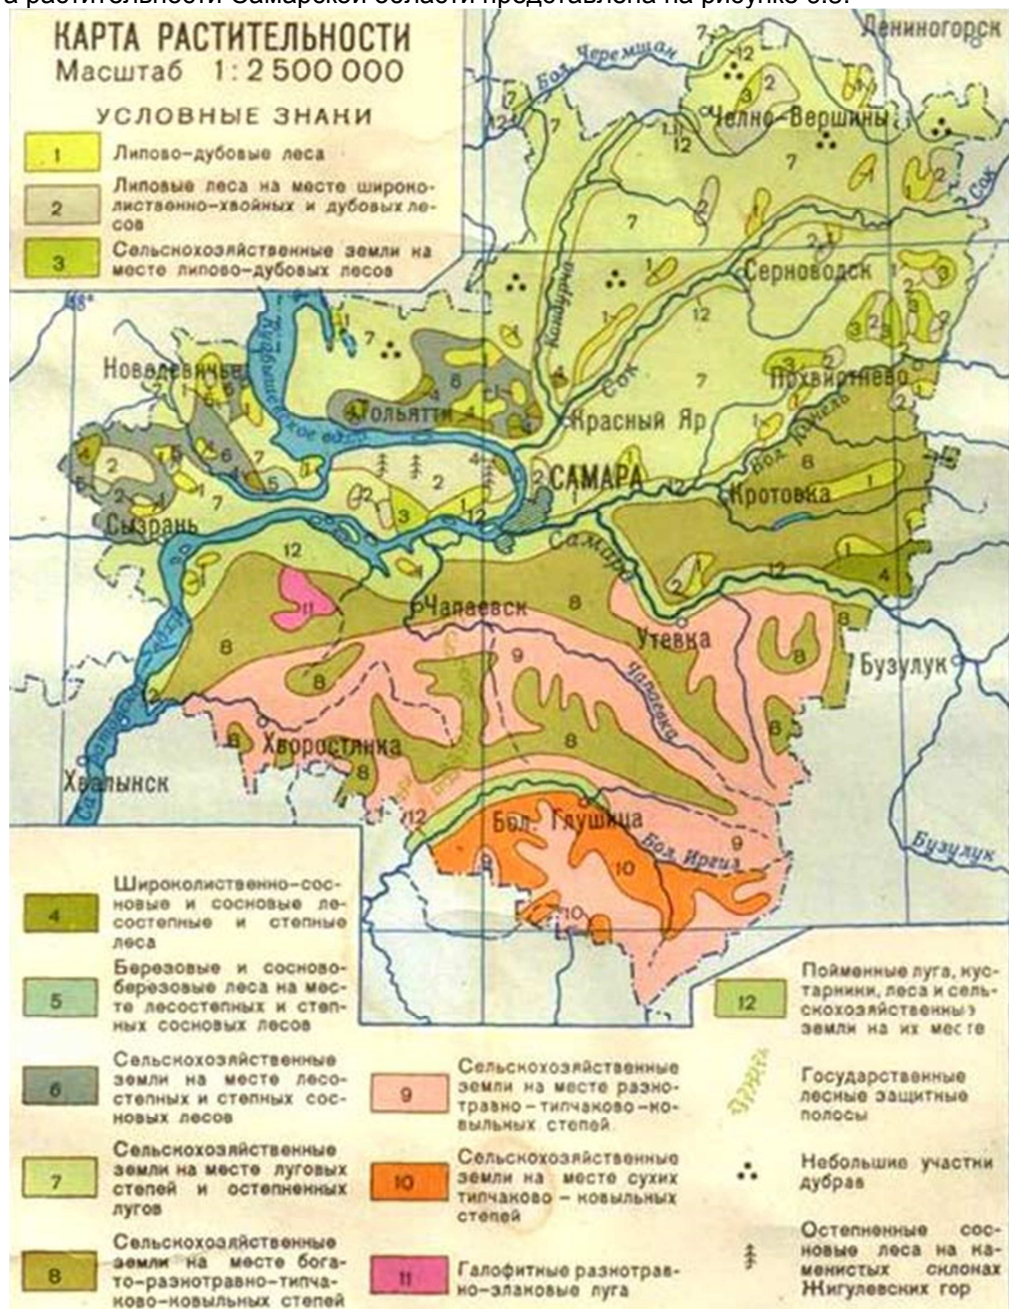 а растительности Самарской области представлена на рисунке
КАРТА РАСТИТЕЛЬНОСТИ
Масштаб 1:2 500 000
УСЛОВНЫЕ ЗНАКИ
1 Липово-дубовые леса
2 Липовые леса на месте широко-
лиственно-хвойных и дубовых ле-
сов
3 Сельскохозяйственные земли на
месте липово-дубовых лесов
Лениногорск
Бол. Черемшан
Челно-Вершины
Сок
Серноводск
Кондурча
48°
Новодевичье
Тольятти
Сок
Похвистнево
Красный Яр
Бол. Кинель
САМАРА
Кротовка
Сызрань
Самара
Чапаевск
Утевка
Бузулук
Чапаевка
Хворостянка
Хвалынск
Бол. Глушица
Бол. Иргиз
Бузулук
4 Широколиственно-сос-
новые и сосновые ле-
состепные и степные
леса
5 Березовые и сосново-
березовые леса на мес-
те лесостепных и степ-
ных сосновых лесов
6 Сельскохозяйственные
земли на месте лесо-
степных и степных сос-
новых лесов
7 Сельскохозяйственные
земли на месте луговых
степей и остепненных
лугов
8 Сельскохозяйственные
земли на месте бога-
то-разнотравно-типча-
ково-ковыльных степей
9 Сельскохозяйственные
земли на месте разно-
травно-типчаково-ко-
выльных степей
10 Сельскохозяйственные
земли на месте сухих
типчаково-ковыльных
степей
11 Галофитные разнотрав-
но-злаковые луга
12 Пойменные луга, кус-
тарники, леса и сель-
скохозяйственные
земли на их месте
Государственные
лесные защитные
полосы
Небольшие участки
дубрав
Остепненные сос-
новые леса на ка-
менистых склонах
Жигулевских гор